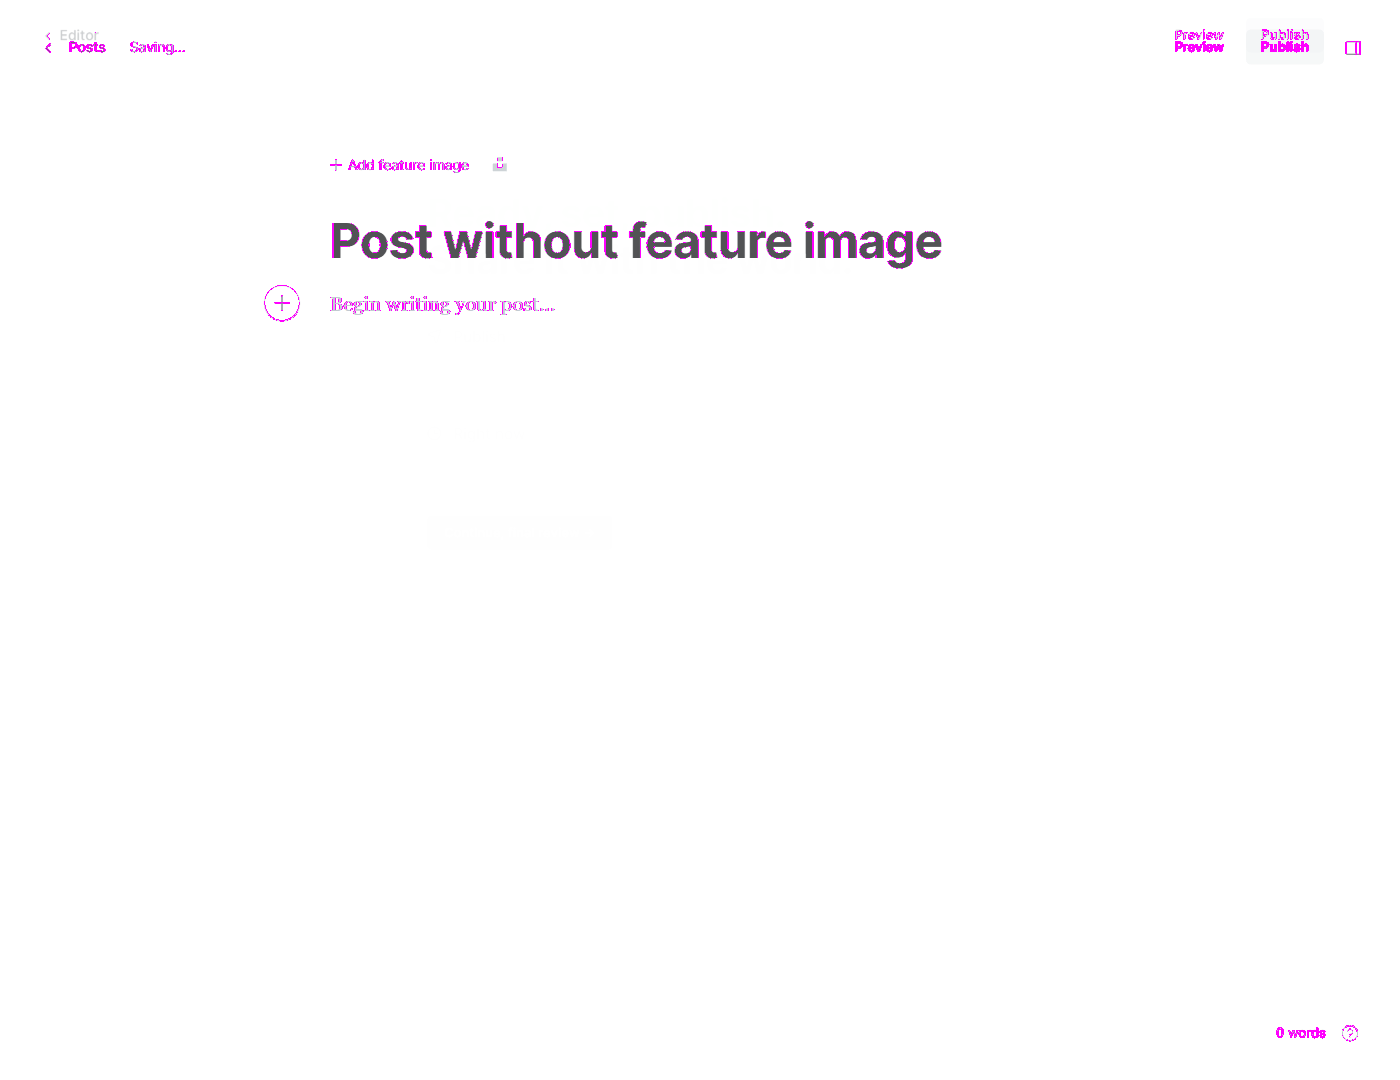 Editor
Posts Saving...
Preview Publish
Preview Publish
Add feature image
Post without feature image
Begin writing your post...
0 words